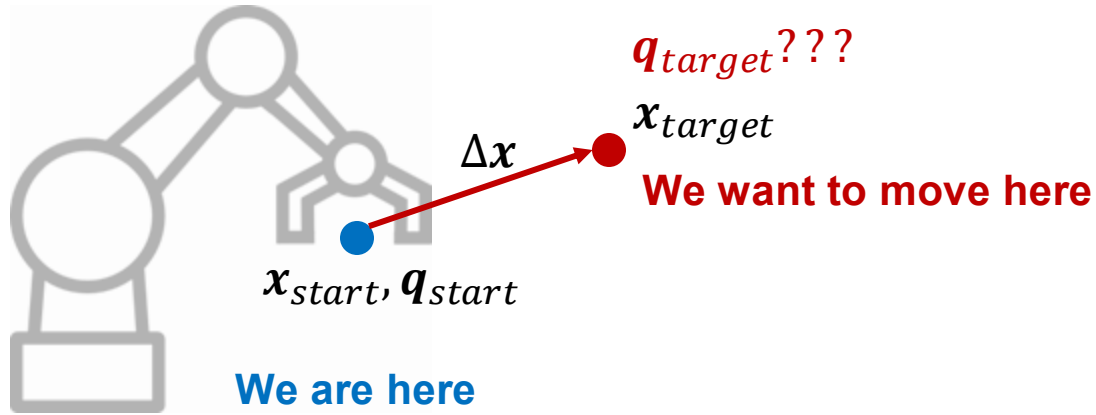 q_target???
x_target
Δx
We want to move here
x_start, q_start
We are here